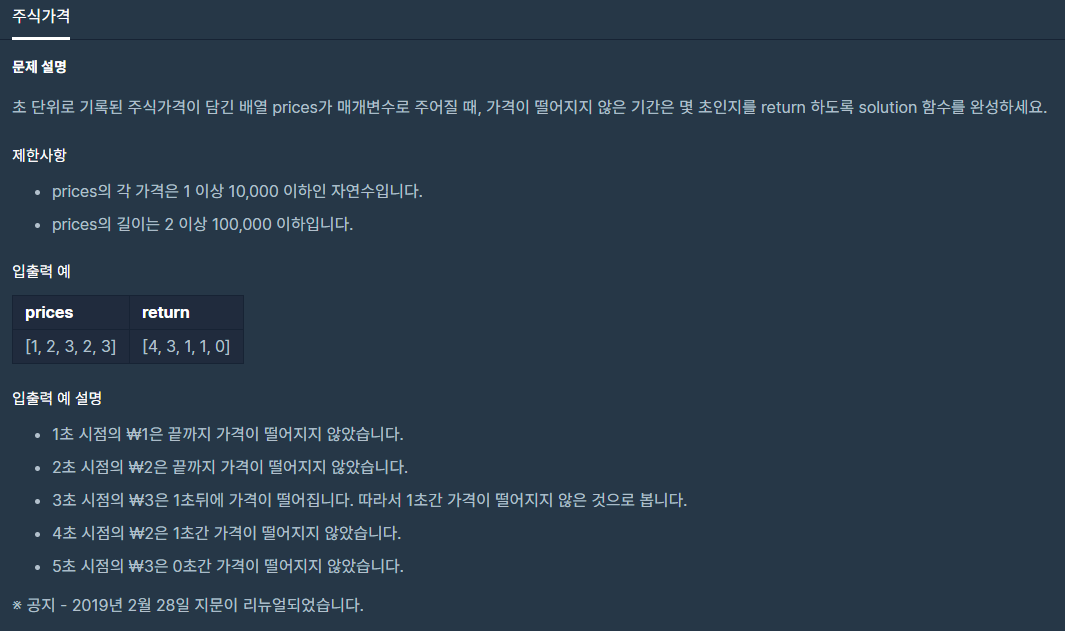 주식가격
문제 설명
초 단위로 기록된 주식가격이 담긴 배열 prices가 매개변수로 주어질 때, 가격이 떨어지지 않은 기간은 몇 초인지를 return 하도록 solution 함수를 완성하세요.
제한사항
• prices의 각 가격은 1 이상 10,000 이하인 자연수입니다.
• prices의 길이는 2 이상 100,000 이하입니다.
입출력 예
prices return
[1, 2, 3, 2, 3] [4, 3, 1, 1, 0]
입출력 예 설명
• 1초 시점의 ₩1은 끝까지 가격이 떨어지지 않았습니다.
• 2초 시점의 ₩2은 끝까지 가격이 떨어지지 않았습니다.
• 3초 시점의 ₩3은 1초뒤에 가격이 떨어집니다. 따라서 1초간 가격이 떨어지지 않은 것으로 봅니다.
• 4초 시점의 ₩2은 1초간 가격이 떨어지지 않았습니다.
• 5초 시점의 ₩3은 0초간 가격이 떨어지지 않았습니다.
※ 공지 - 2019년 2월 28일 지문이 리뉴얼되었습니다.